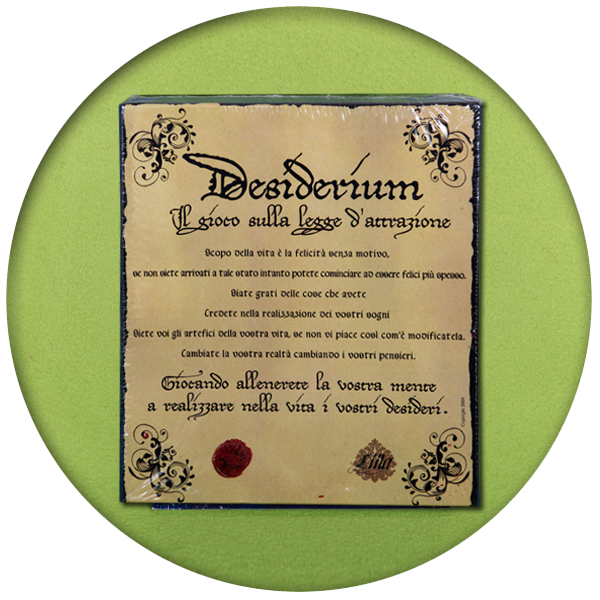 Desiderium
Il gioco sulla legge d'attrazione
Scopo della vita è la felicità senza motivo,
se non siete arrivati a tale stato intanto potete cominciare ad essere felici più spesso.
Siate grati delle cose che avete
Credete nella realizzazione dei vostri sogni
Siete voi gli artefici della vostra vita, se non vi piace così com'è modificatela.
Cambiate la vostra realtà cambiando i vostri pensieri.
Giocando allenerete la vostra mente
a realizzare nella vita i vostri desideri.